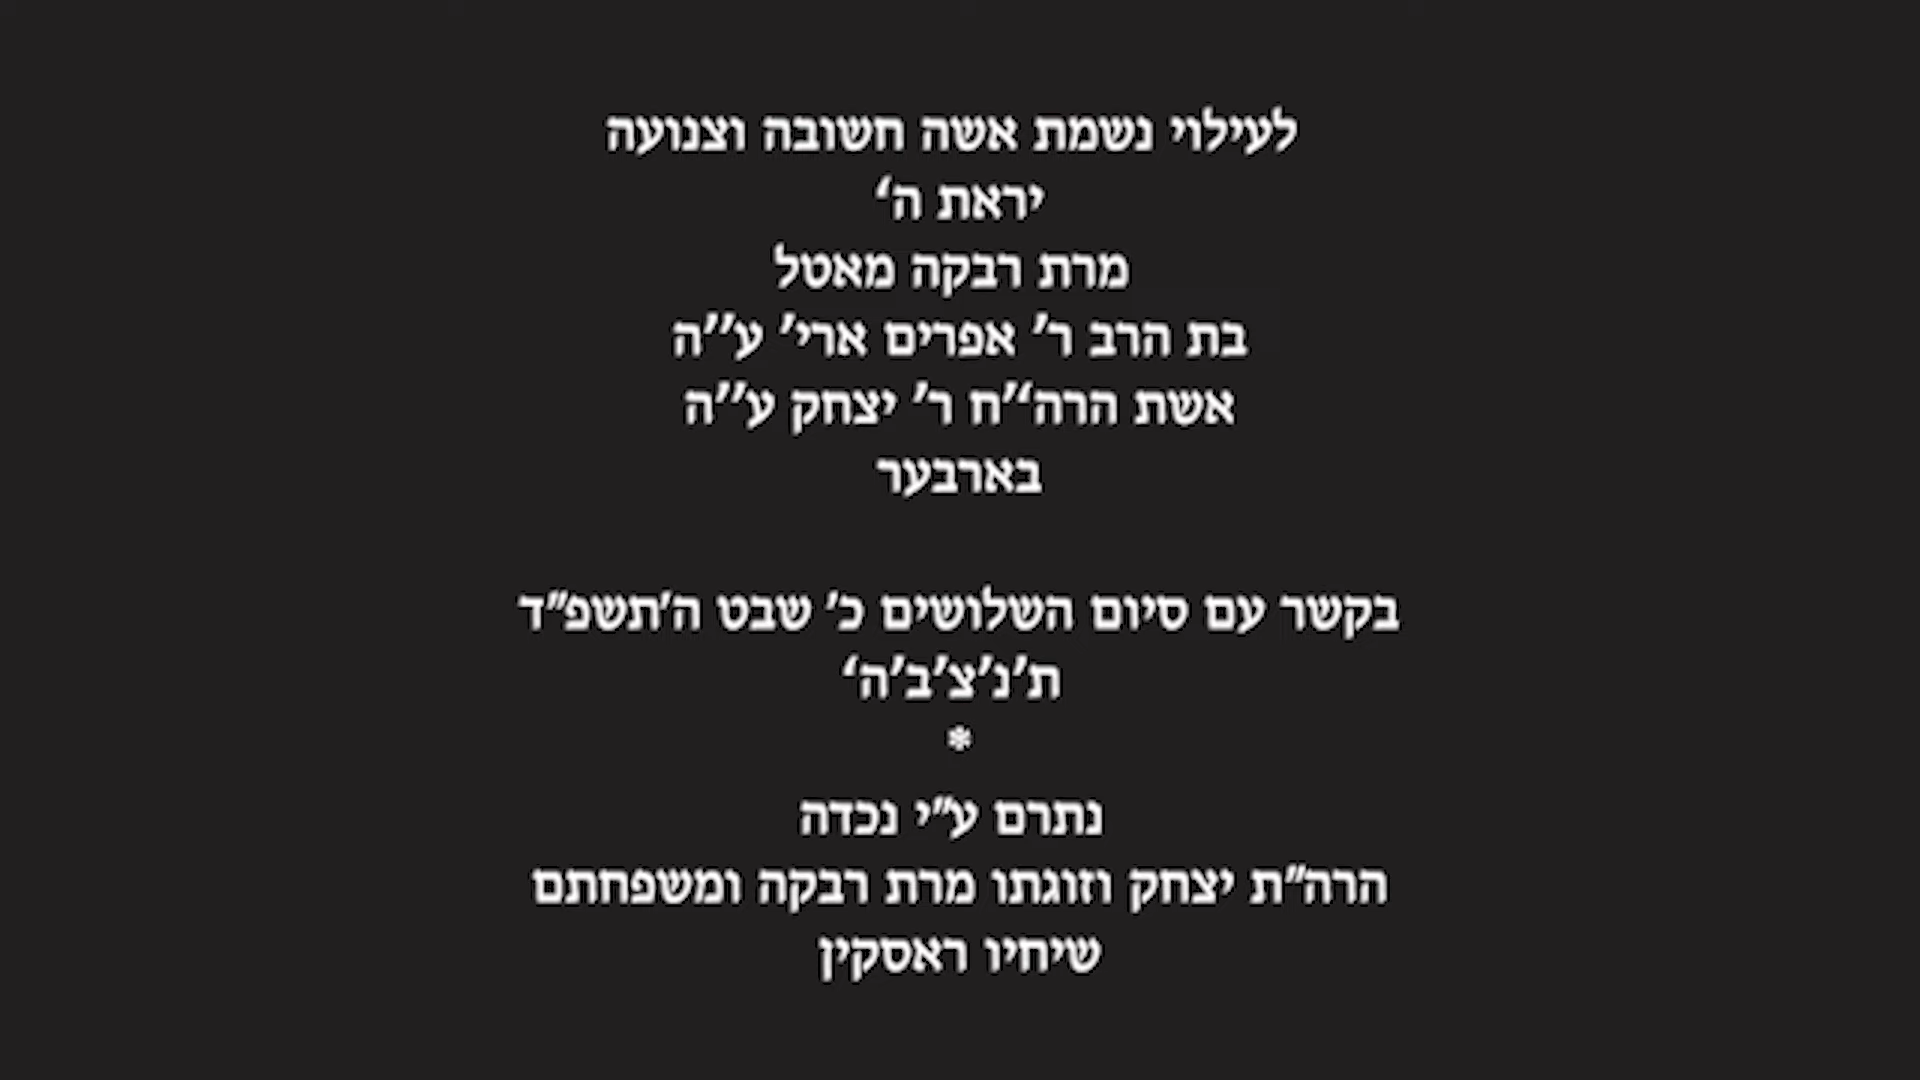 לעילוי נשמת אשה חשובה וצנועה
יראת ה‘
מרת רבקה מאטל
בת הרב ר’ אפרים ארי’ ע’’ה
אשת הרה‘’ח ר’ יצחק ע’’ה
בארבער
בקשר עם סיום השלושים כ’ שבט ה’תשפ”ד
ת’נ’צ’ב’ה‘
*
נתרם ע”י נכדה
הרה”ת יצחק וזוגתו מרת רבקה ומשפחתם
שיחיו ראסקין